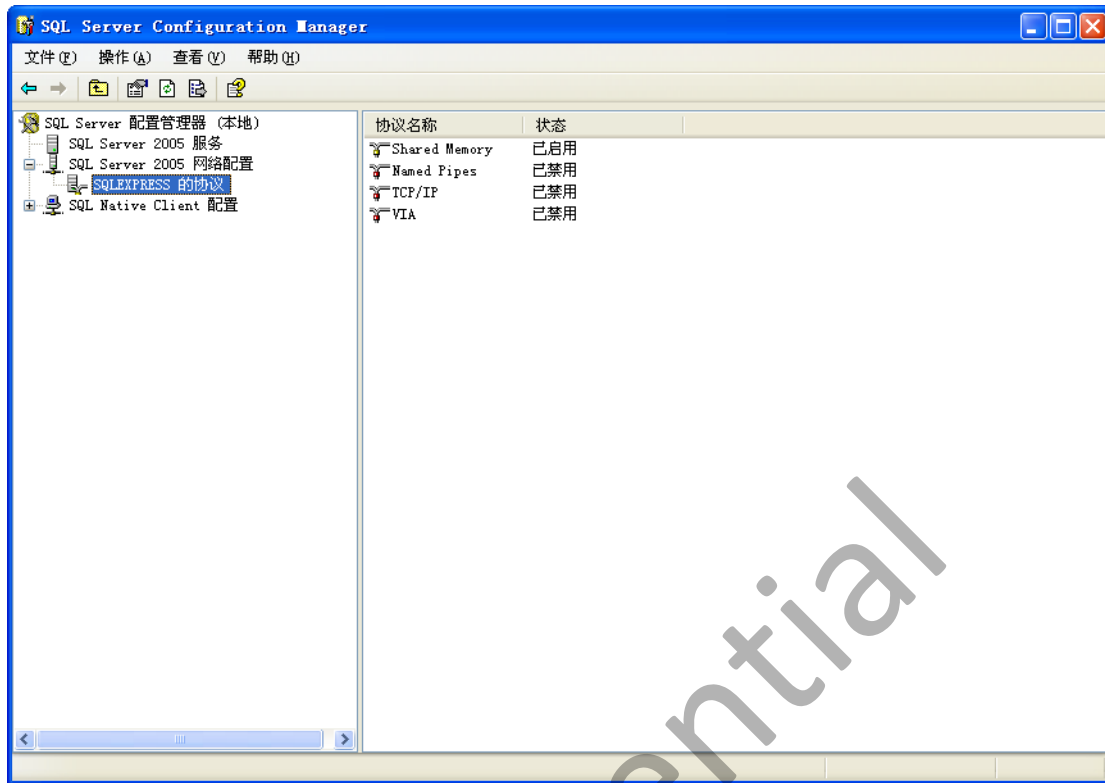 SQL Server Configuration Manager
文件(F) 操作(A) 查看(V) 帮助(H)
SQL Server 配置管理器 (本地)
SQL Server 2005 服务
SQL Server 2005 网络配置
SQLEXPRESS 的协议
SQL Native Client 配置
协议名称 状态
Shared Memory 已启用
Named Pipes 已禁用
TCP/IP 已禁用
VIA 已禁用
ential